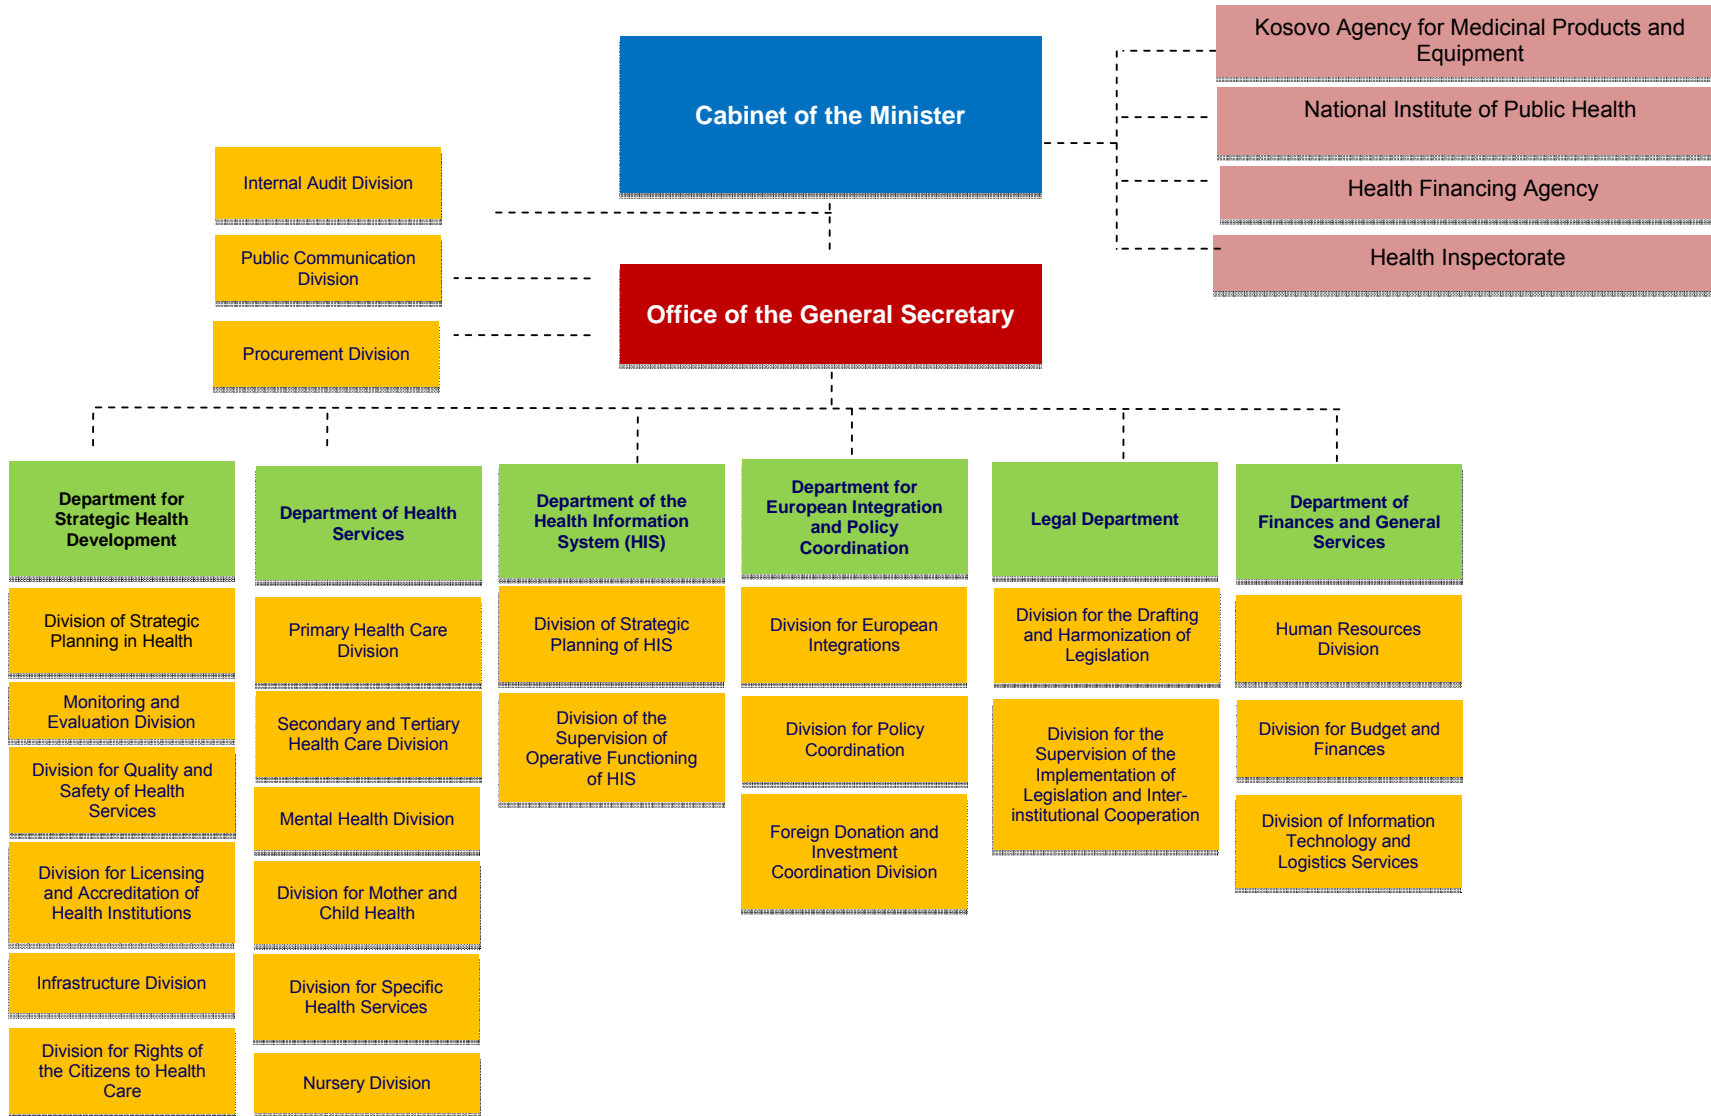 Kosovo Agency for Medicinal Products and
Equipment
National Institute of Public Health
Health Financing Agency
Health Inspectorate
Cabinet of the Minister
Internal Audit Division
Public Communication
Division
Procurement Division
Office of the General Secretary
Department for
Strategic Health
Development
Division of Strategic
Planning in Health
Monitoring and
Evaluation Division
Division for Quality and
Safety of Health
Services
Division for Licensing
and Accreditation of
Health Institutions
Infrastructure Division
Division for Rights of
the Citizens to Health
Care
Department of Health
Services
Primary Health Care
Division
Secondary and Tertiary
Health Care Division
Mental Health Division
Division for Mother and
Child Health
Division for Specific
Health Services
Nursery Division
Department of the
Health Information
System (HIS)
Division of Strategic
Planning of HIS
Division of the
Supervision of
Operative Functioning
of HIS
Department for
European Integration
and Policy
Coordination
Division for European
Integrations
Division for Policy
Coordination
Foreign Donation and
Investment
Coordination Division
Legal Department
Division for the Drafting
and Harmonization of
Legislation
Division for the
Supervision of the
Implementation of
Legislation and Inter-
institutional Cooperation
Department of
Finances and General
Services
Human Resources
Division
Division for Budget and
Finances
Division of Information
Technology and
Logistics Services